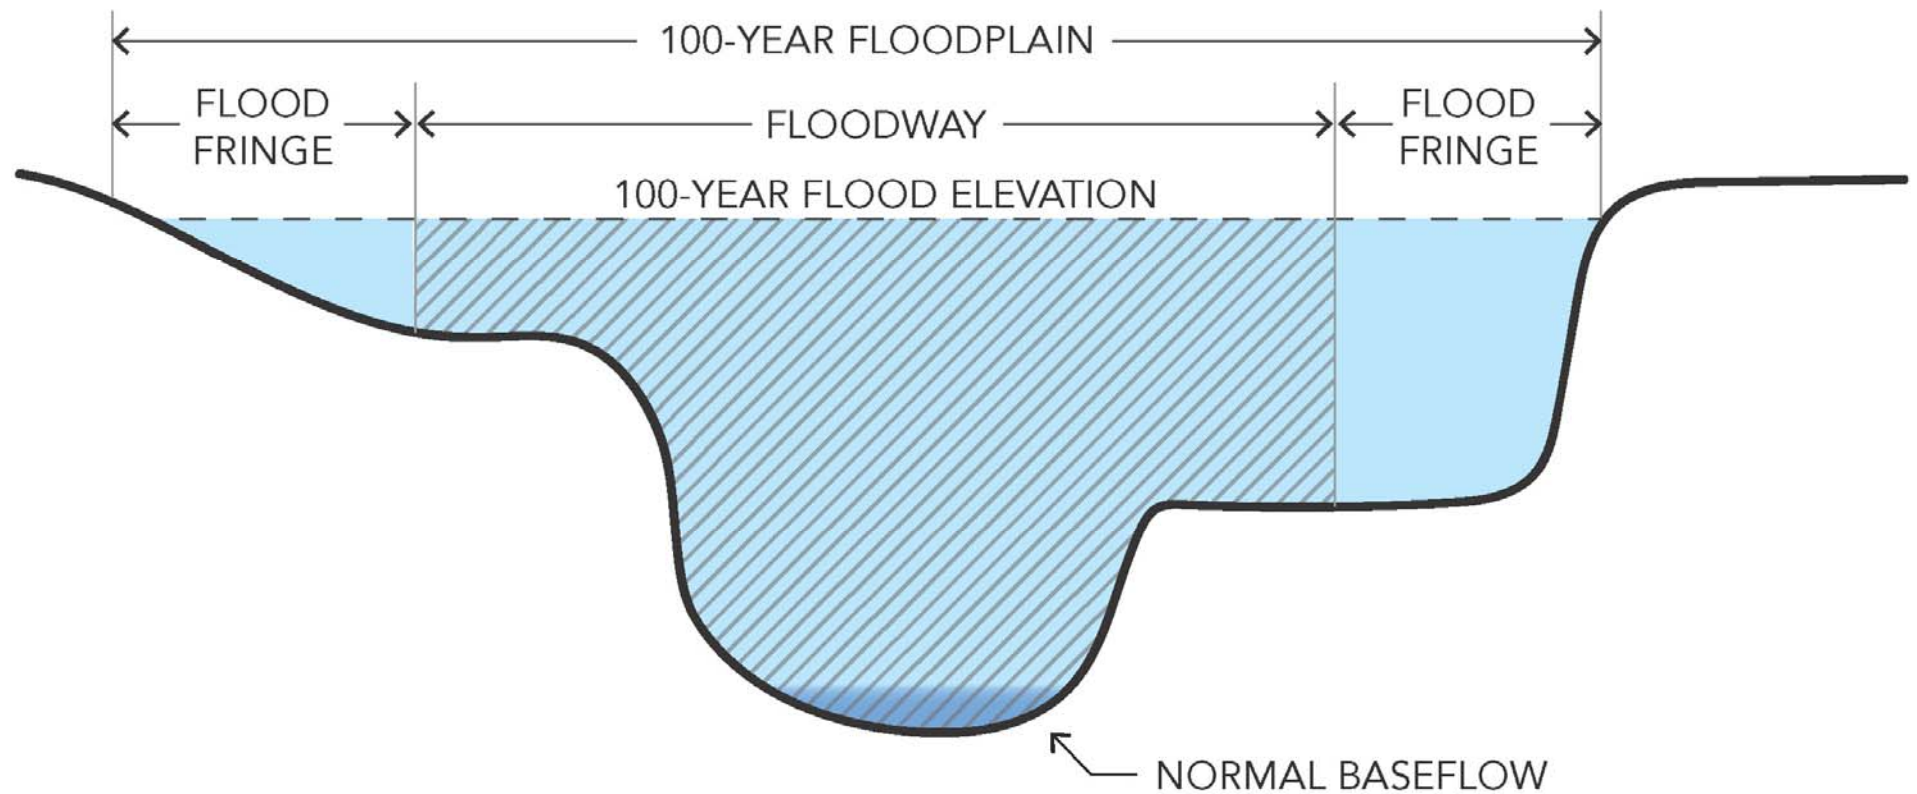 100-YEAR FLOODPLAIN
FLOOD
FRINGE
FLOODWAY
FLOOD
FRINGE
100-YEAR FLOOD ELEVATION
NORMAL BASEFLOW